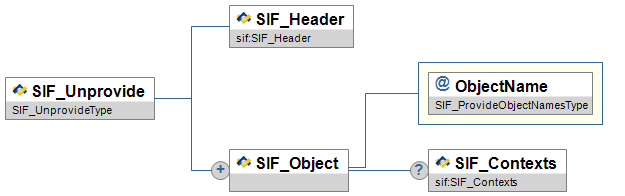 SIF_Header
sif:SIF_Header
SIF_Unprovide
SIF_UnprovideType
@ ObjectName
SIF_ProvideObjectNamesType
+ SIF_Object
? SIF_Contexts
sif:SIF_Contexts